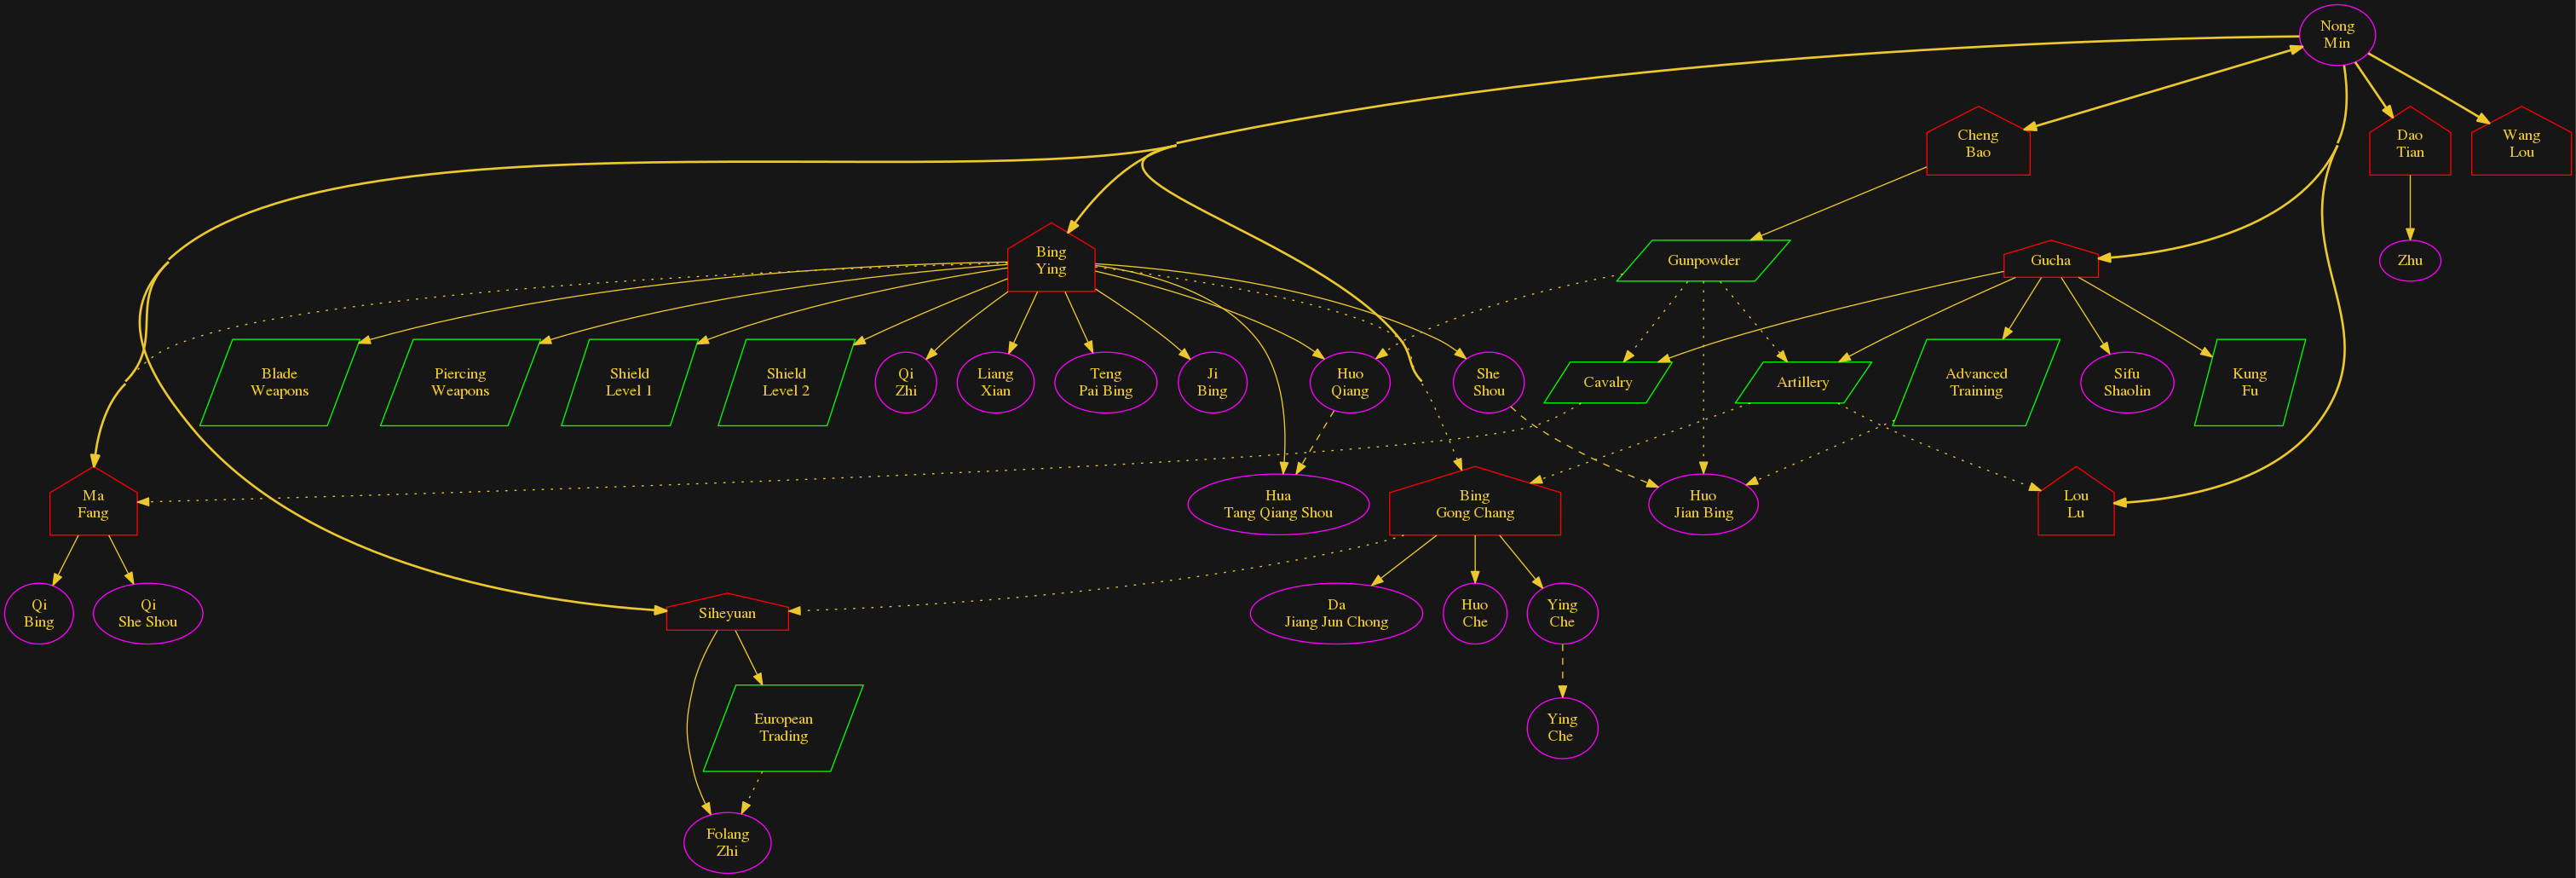 Nong
Min
Cheng
Bao
Dao
Tian
Wang
Lou
Bing
Ying
Gunpowder
Gucha
Zhu
Blade
Weapons
Piercing
Weapons
Shield
Level 1
Shield
Level 2
Qi
Zhi
Liang
Xian
Teng
Pai Bing
Ji
Bing
Huo
Qiang
She
Shou
Cavalry
Artillery
Advanced
Training
Sifu
Shaolin
Kung
Fu
Ma
Fang
Hua
Tang Qiang Shou
Bing
Gong Chang
Huo
Jian Bing
Lou
Lu
Qi
Bing
Qi
She Shou
Siheyuan
Da
Jiang Jun Chong
Huo
Che
Ying
Che
European
Trading
Ying
Che
Folang
Zhi